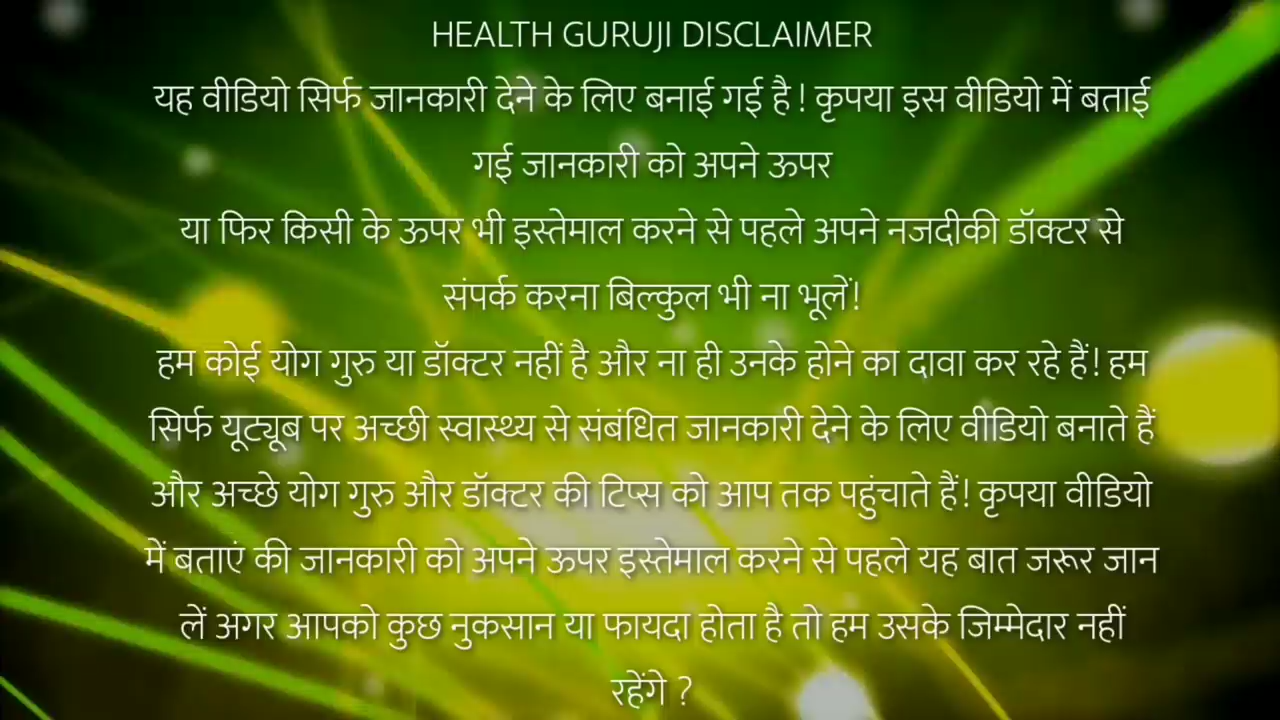 HEALTH GURUJI DISCLAIMER
यह वीडियो सिर्फ जानकारी देने के लिए बनाई गई है! कृपया इस वीडियो में बताई
गई जानकारी को अपने ऊपर
या फिर किसी के ऊपर भी इस्तेमाल करने से पहले अपने नजदीकी डॉक्टर से
संपर्क करना बिल्कुल भी ना भूलें!
हम कोई योग गुरु या डॉक्टर नहीं है और ना ही उनके होने का दावा कर रहे हैं! हम
सिर्फ यूट्यूब पर अच्छी स्वास्थ्य से संबंधित जानकारी देने के लिए वीडियो बनाते हैं
और अच्छे योग गुरु और डॉक्टर की टिप्स को आप तक पहुंचाते हैं! कृपया वीडियो
में बताएं की जानकारी को अपने ऊपर इस्तेमाल करने से पहले यह बात जरूर जान
लें अगर आपको कुछ नुकसान या फायदा होता है तो हम उसके जिम्मेदार नहीं
रहेंगे ?